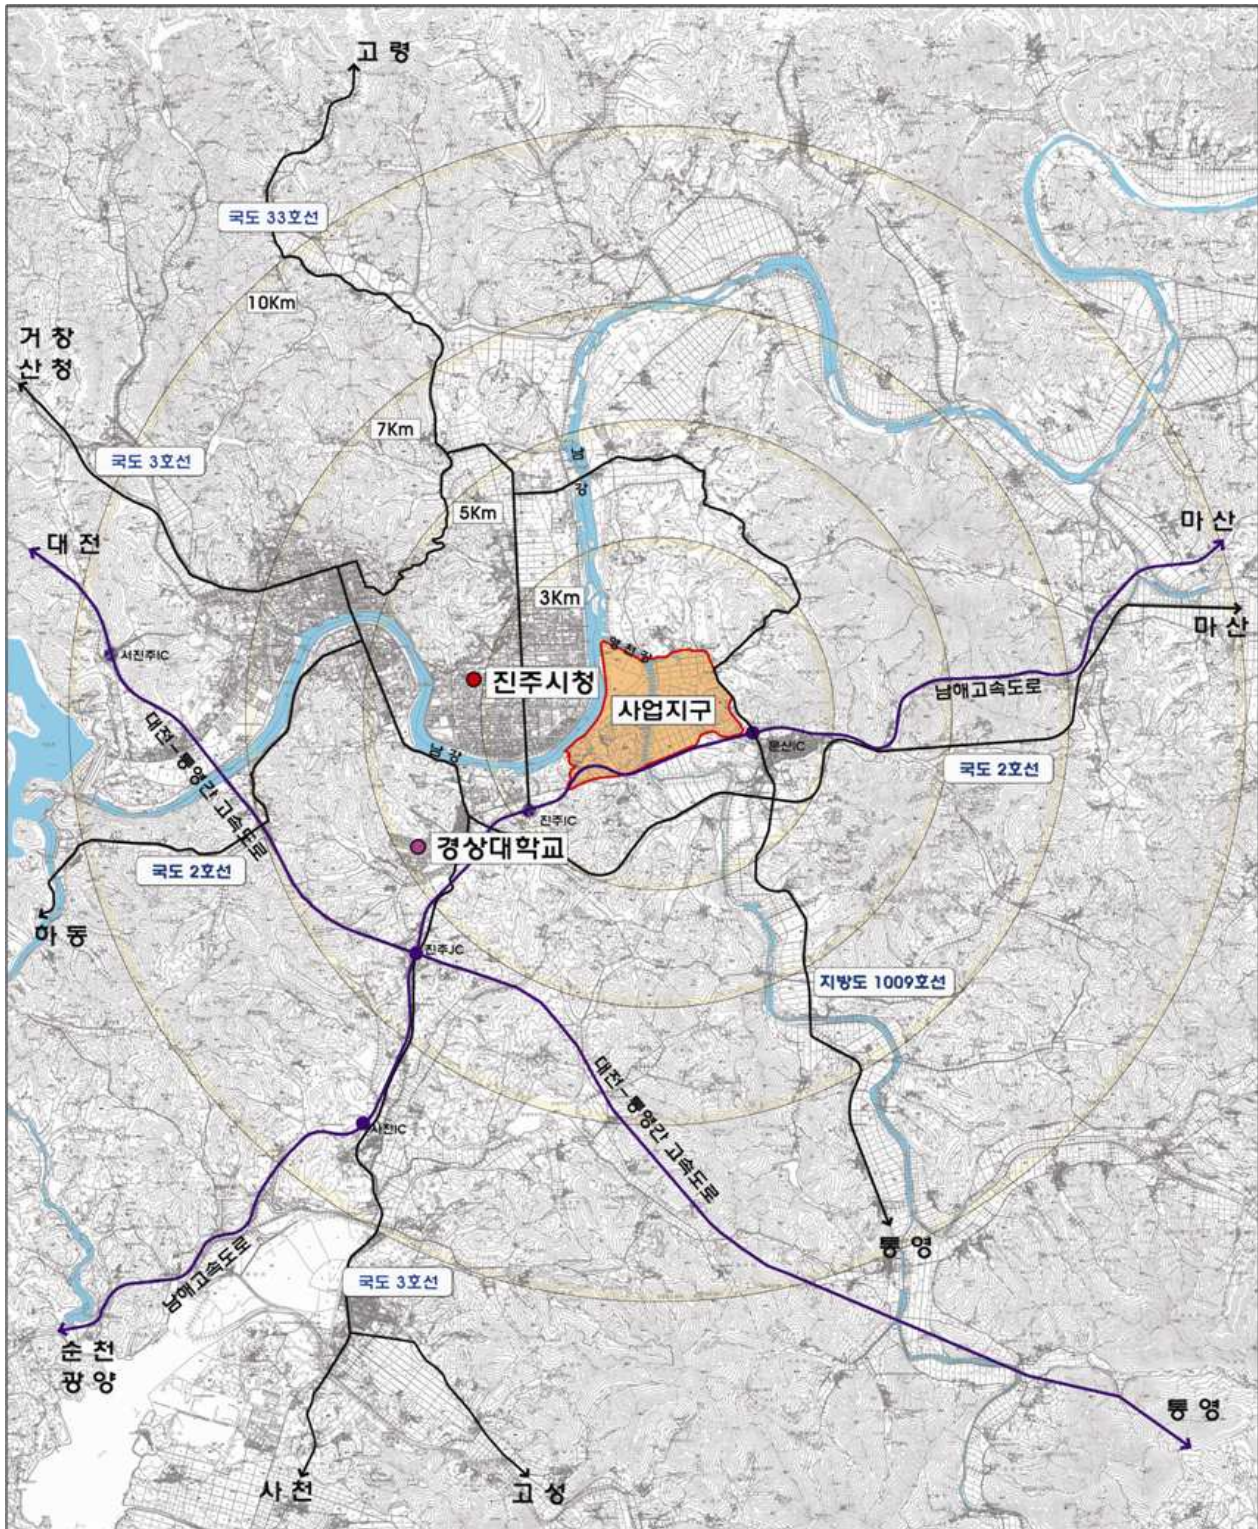 고령
국도 33호선
10Km
거창
산청
7Km
국도 3호선
남강
5Km
마산
대전
3Km
마산
영천강
서진주IC
진주시청
사업지구
남해고속도로
문산IC
남강
국도 2호선
대전-통영간 고속도로
진주IC
경상대학교
국도 2호선
하동
진주JC
지방도 1009호선
대전-통영간 고속도로
사천IC
통영
남해고속도로
국도 3호선
순천
광양
통영
사천
고성